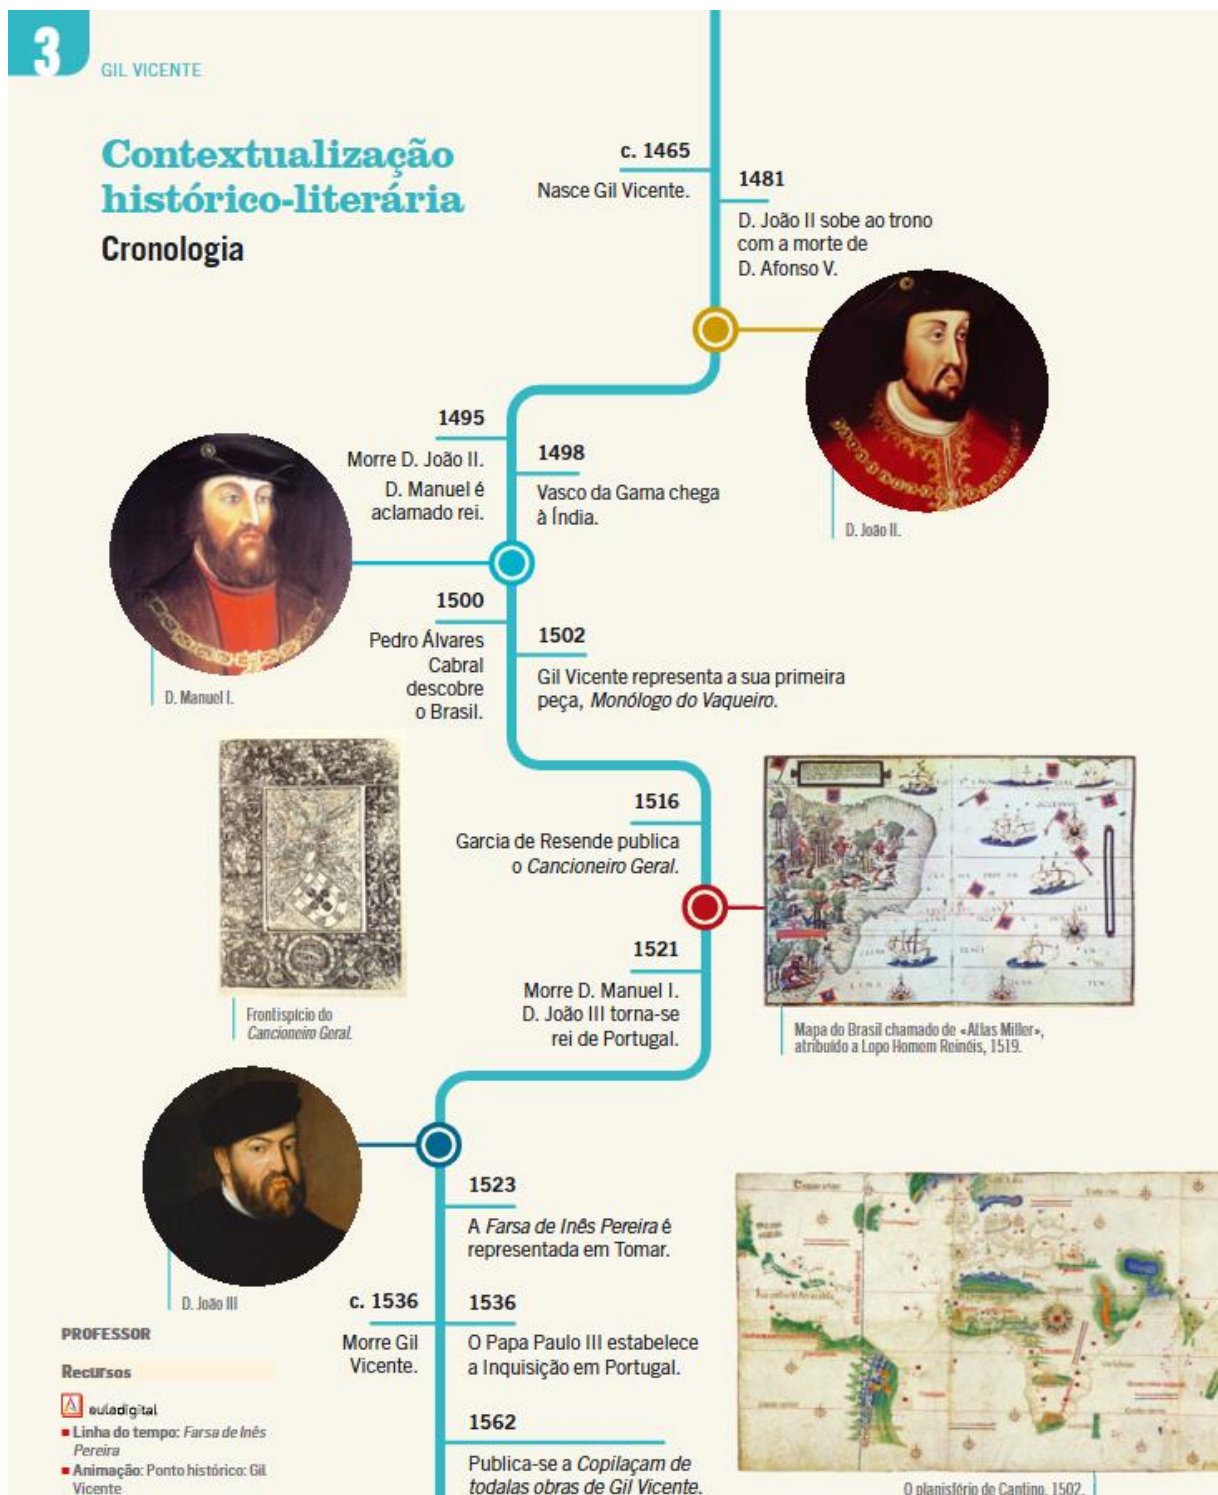 3
GIL VICENTE
Contextualização
histórico-literária
Cronologia
c. 1465
Nasce Gil Vicente.
1481
D. João II sobe ao trono
com a morte de
D. Afonso V.
D. João II.
1495
Morre D. João II.
D. Manuel é
aclamado rei.
1498
Vasco da Gama chega
à Índia.
D. Manuel I.
1500
Pedro Álvares
Cabral
descobre
o Brasil.
1502
Gil Vicente representa a sua primeira
peça, Monólogo do Vaqueiro.
1516
Garcia de Resende publica
o Cancioneiro Geral.
Frontispício do
Cancioneiro Geral.
1521
Morre D. Manuel I.
D. João III torna-se
rei de Portugal.
Mapa do Brasil chamado de «Atlas Miller»,
atribuído a Lopo Homem Reinéis, 1519.
D. João III
1523
A Farsa de Inês Pereira é
representada em Tomar.
c. 1536
Morre Gil
Vicente.
1536
O Papa Paulo III estabelece
a Inquisição em Portugal.
1562
Publica-se a Copilaçam de
todalas obras de Gil Vicente.
O planisfério de Cantino, 1502.
PROFESSOR
Recursos
auladigital
Linha do tempo: Farsa de Inês
Pereira
Animação: Ponto histórico: Gil
Vicente